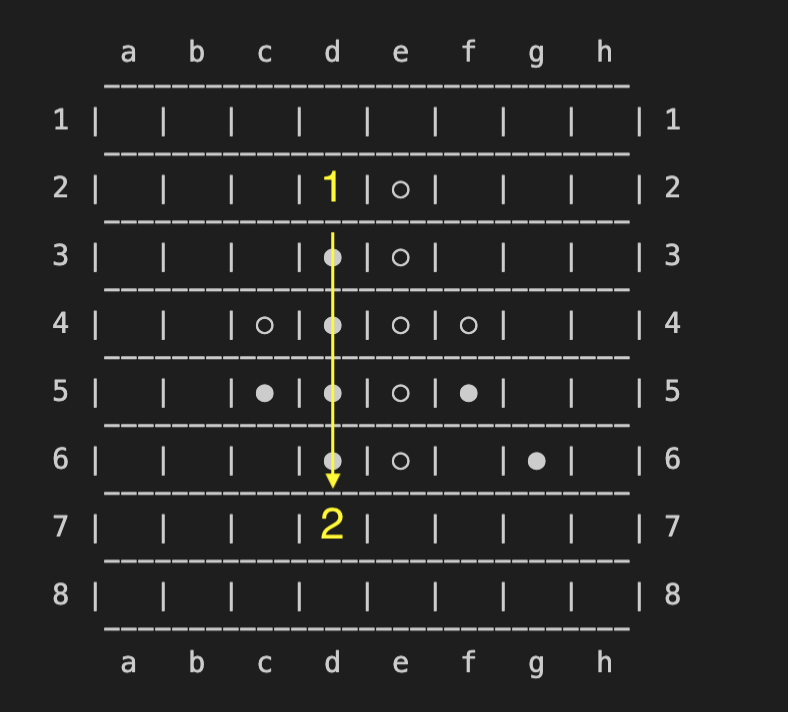 a b c d e f g h
1 | | | | | | | | | 1
2 | | | | 1 | ○ | | | | 2
3 | | | | ● | ○ | | | | 3
4 | | | ○ | ● | ○ | ○ | | | 4
5 | | | ● | ● | ○ | ● | | | 5
6 | | | | ● | ○ | | ● | | 6
7 | | | | 2 | | | | | 7
8 | | | | | | | | | 8
a b c d e f g h